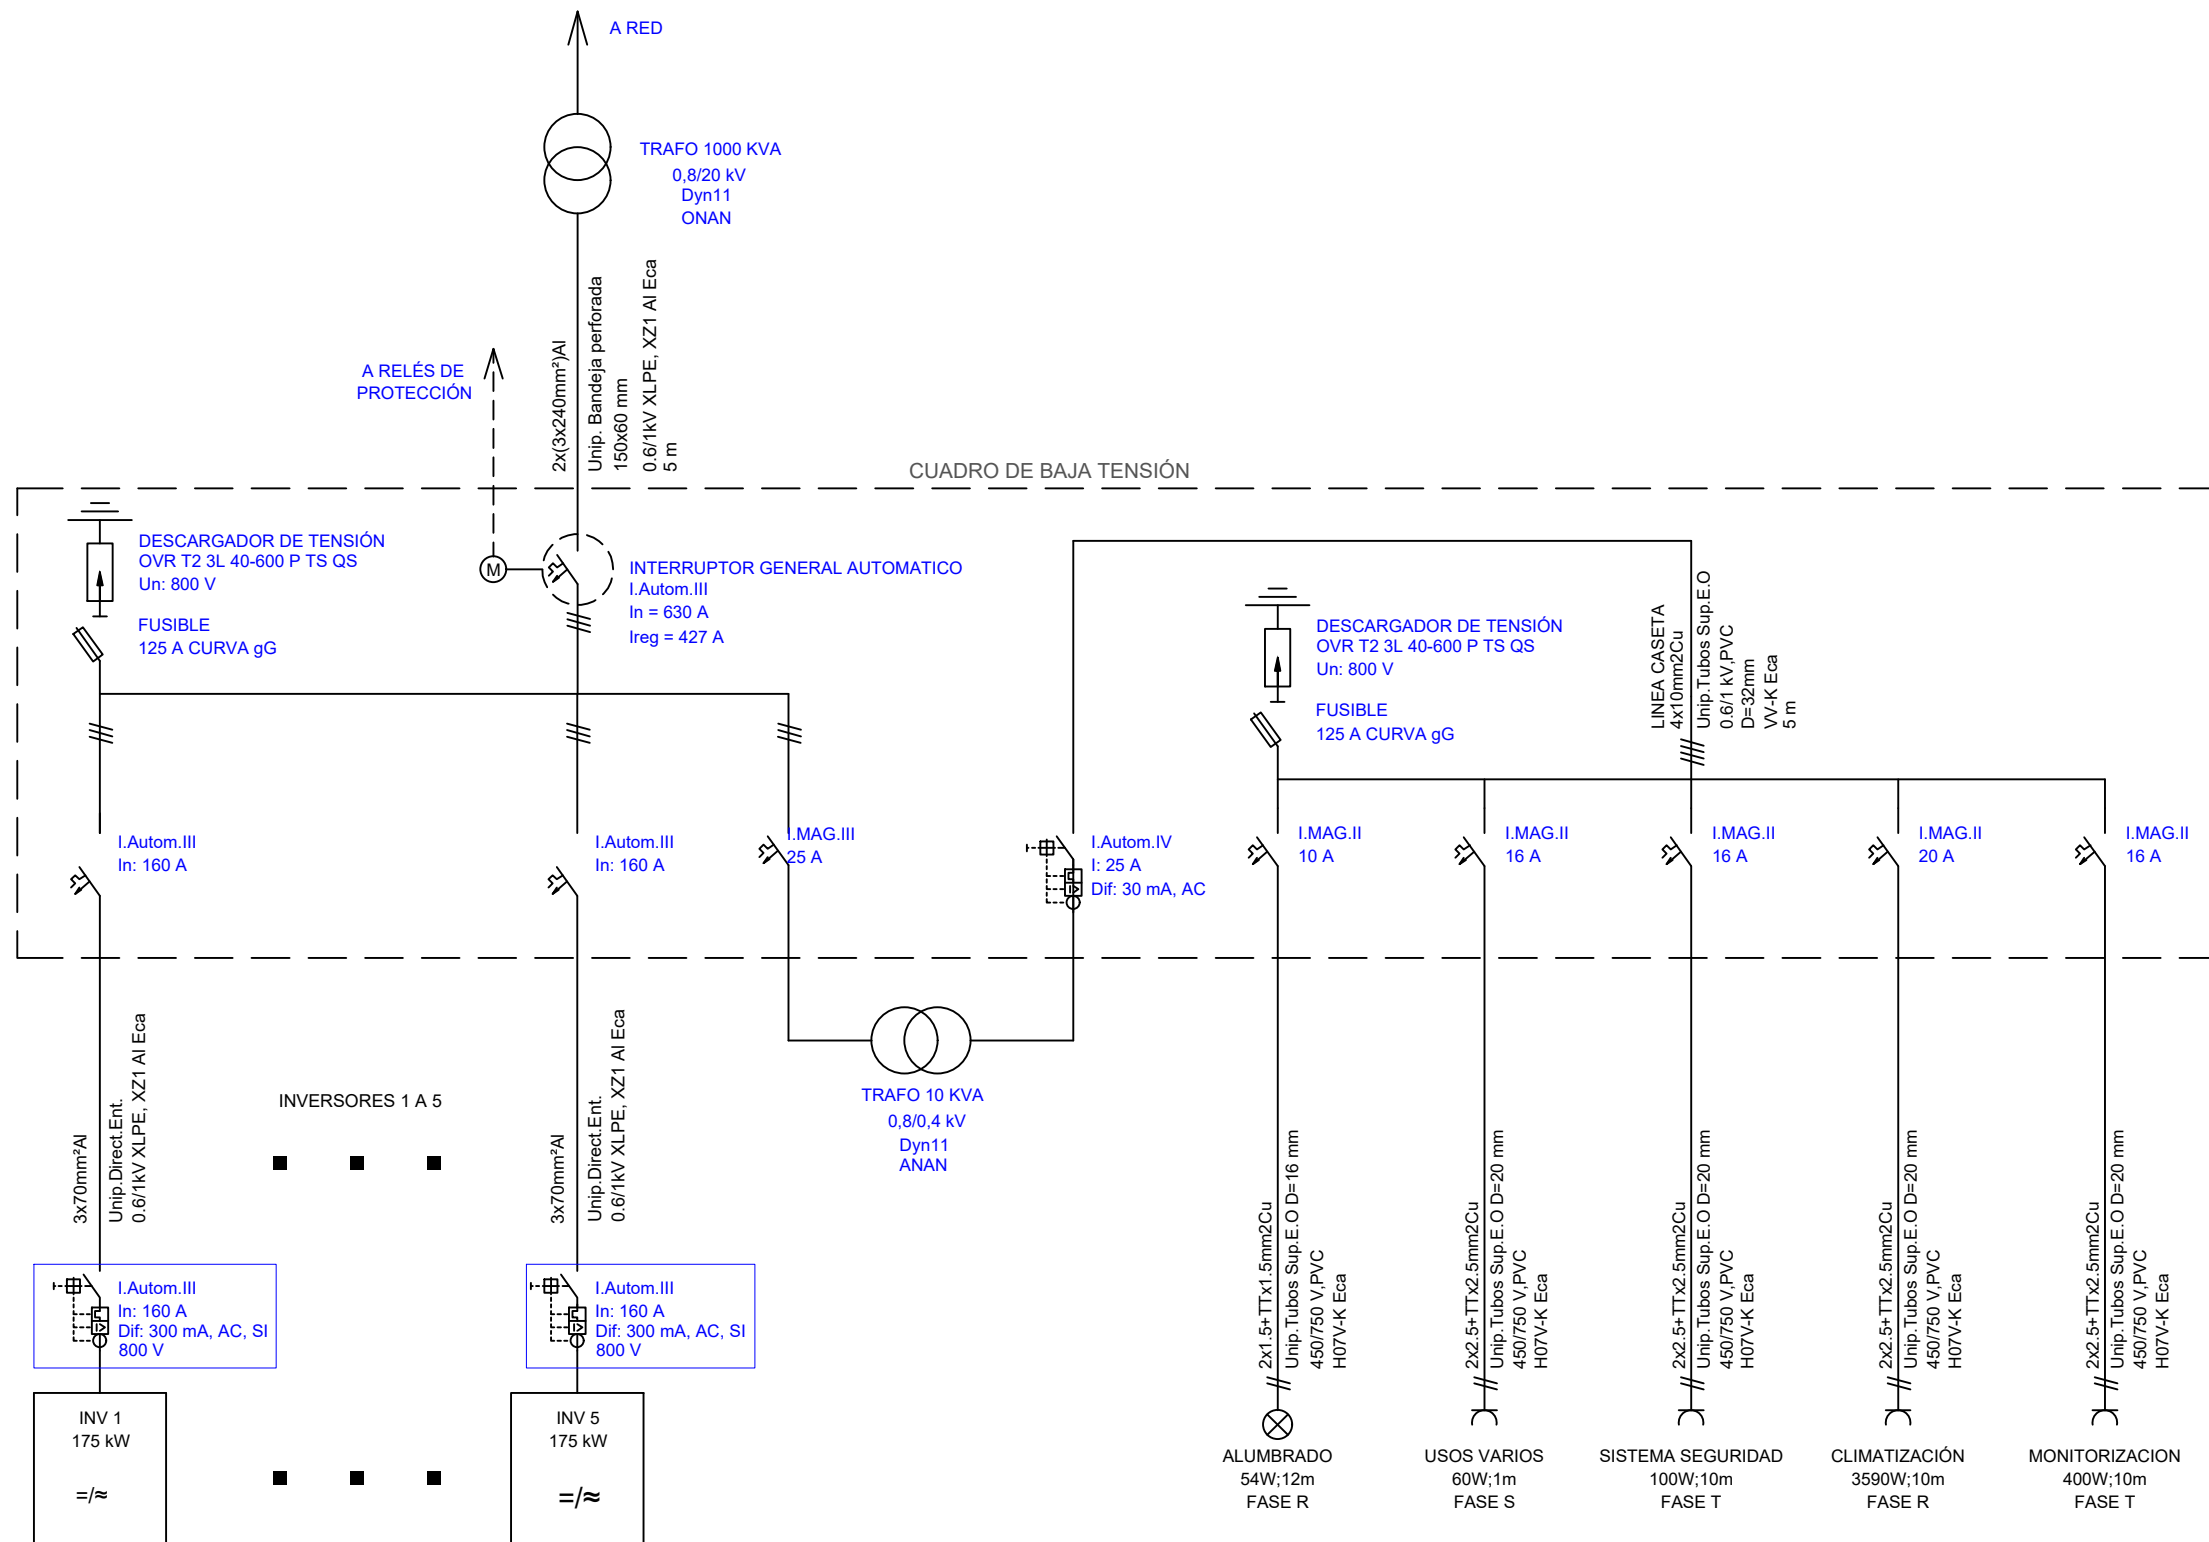 A RED
TRAFO 1000 KVA
0,8/20 kV
Dyn11
ONAN
2x(3x240mm²)Al
Unip. Bandeja perforada
150x60 mm
0.6/1kV XLPE, XZ1 Al Eca
5 m
A RELÉS DE
PROTECCIÓN
CUADRO DE BAJA TENSIÓN
DESCARGADOR DE TENSIÓN
OVR T2 3L 40-600 P TS QS
Un: 800 V
FUSIBLE
125 A CURVA gG
M
INTERRUPTOR GENERAL AUTOMATICO
I.Autom.III
In = 630 A
Ireg = 427 A
DESCARGADOR DE TENSIÓN
OVR T2 3L 40-600 P TS QS
Un: 800 V
FUSIBLE
125 A CURVA gG
LINEA CASETA
4x10mm2Cu
Unip.Tubos Sup.E.O
0.6/1 kV,PVC
D=32mm
VV-K Eca
5 m
I.Autom.III
In: 160 A
I.Autom.III
In: 160 A
I.MAG.III
25 A
I.Autom.IV
I: 25 A
Dif: 30 mA, AC
I.MAG.II
10 A
I.MAG.II
16 A
I.MAG.II
16 A
I.MAG.II
20 A
I.MAG.II
16 A
3x70mm²Al
Unip.Direct.Ent.
0.6/1kV XLPE, XZ1 Al Eca
INVERSORES 1 A 5
3x70mm²Al
Unip.Direct.Ent.
0.6/1kV XLPE, XZ1 Al Eca
TRAFO 10 KVA
0,8/0,4 kV
Dyn11
ANAN
2x1.5+TTx1.5mm2Cu
Unip.Tubos Sup.E.O D=16 mm
450/750 V,PVC
H07V-K Eca
2x2.5+TTx2.5mm2Cu
Unip.Tubos Sup.E.O D=20 mm
450/750 V,PVC
H07V-K Eca
2x2.5+TTx2.5mm2Cu
Unip.Tubos Sup.E.O D=20 mm
450/750 V,PVC
H07V-K Eca
2x2.5+TTx2.5mm2Cu
Unip.Tubos Sup.E.O D=20 mm
450/750 V,PVC
H07V-K Eca
2x2.5+TTx2.5mm2Cu
Unip.Tubos Sup.E.O D=20 mm
450/750 V,PVC
H07V-K Eca
I.Autom.III
In: 160 A
Dif: 300 mA, AC, SI
800 V
I.Autom.III
In: 160 A
Dif: 300 mA, AC, SI
800 V
INV 1
175 kW
=/≈
INV 5
175 kW
=/≈
ALUMBRADO
54W;12m
FASE R
USOS VARIOS
60W;1m
FASE S
SISTEMA SEGURIDAD
100W;10m
FASE T
CLIMATIZACIÓN
3590W;10m
FASE R
MONITORIZACION
400W;10m
FASE T